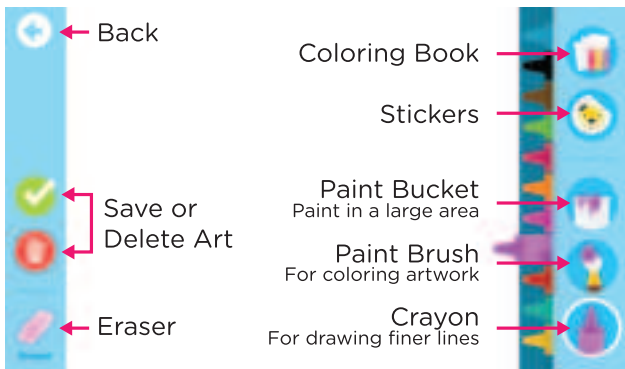 Back
Save or
Delete Art
Eraser
Coloring Book
Stickers
Paint Bucket
Paint in a large area
Paint Brush
For coloring artwork
Crayon
For drawing finer lines